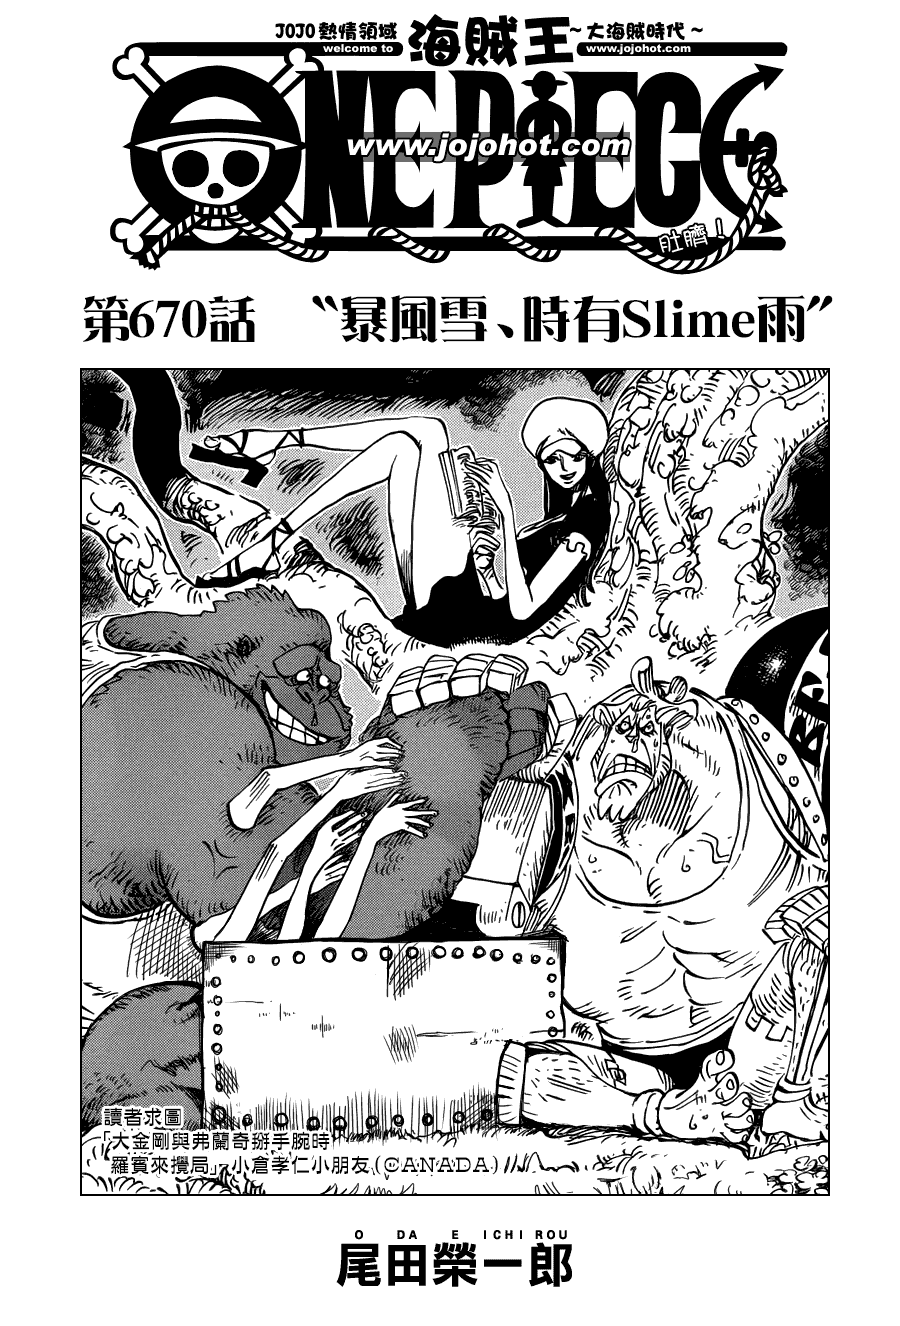 JOJO熱情領域 海賊王 ~大海賊時代~
welcome to www.jojohot.com
ONE PIECE
www.jojohot.com
肚臍！
第670話 〝暴風雪、時有Slime雨〞
讀者求圖
「大金剛與弗蘭奇掰手腕時
羅賓來攪局」小倉孝仁小朋友(CANADA)
O DA E ICHI ROU
尾田榮一郎